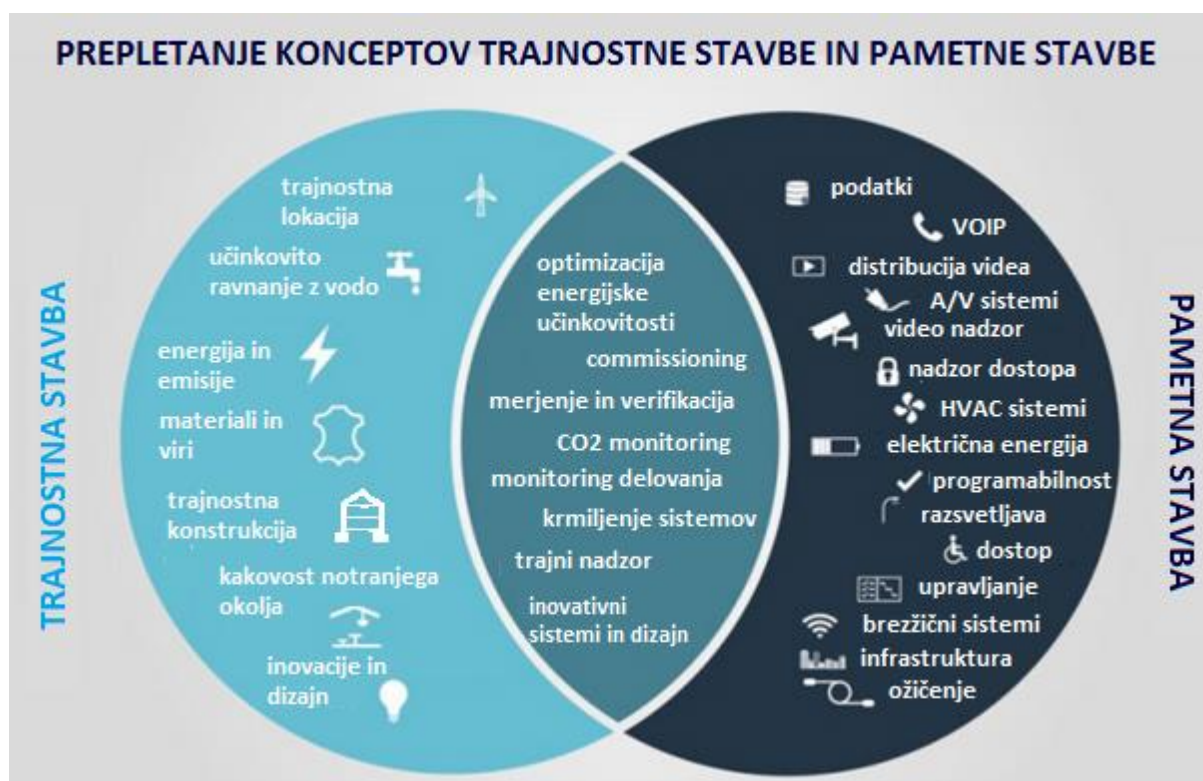 PREPLETANJE KONCEPTOV TRAJNOSTNE STAVBE IN PAMETNE STAVBE
TRAJNOSTNA STAVBA
trajnostna
lokacija
učinkovito
ravnanje z vodo
energija in
emisije
materiali in
viri
trajnostna
konstrukcija
kakovost notranjega
okolja
inovacije in
dizajn
optimizacija
energijske
učinkovitosti
commissioning
merjenje in verifikacija
CO2 monitoring
monitoring delovanja
krmiljenje sistemov
trajni nadzor
inovativni
sistemi in dizajn
podatki
VOIP
distribucija videa
A/V sistemi
video nadzor
nadzor dostopa
HVAC sistemi
električna energija
programabilnost
razsvetljava
dostop
upravljanje
brezžični sistemi
infrastruktura
ožičenje
PAMETNA STAVBA